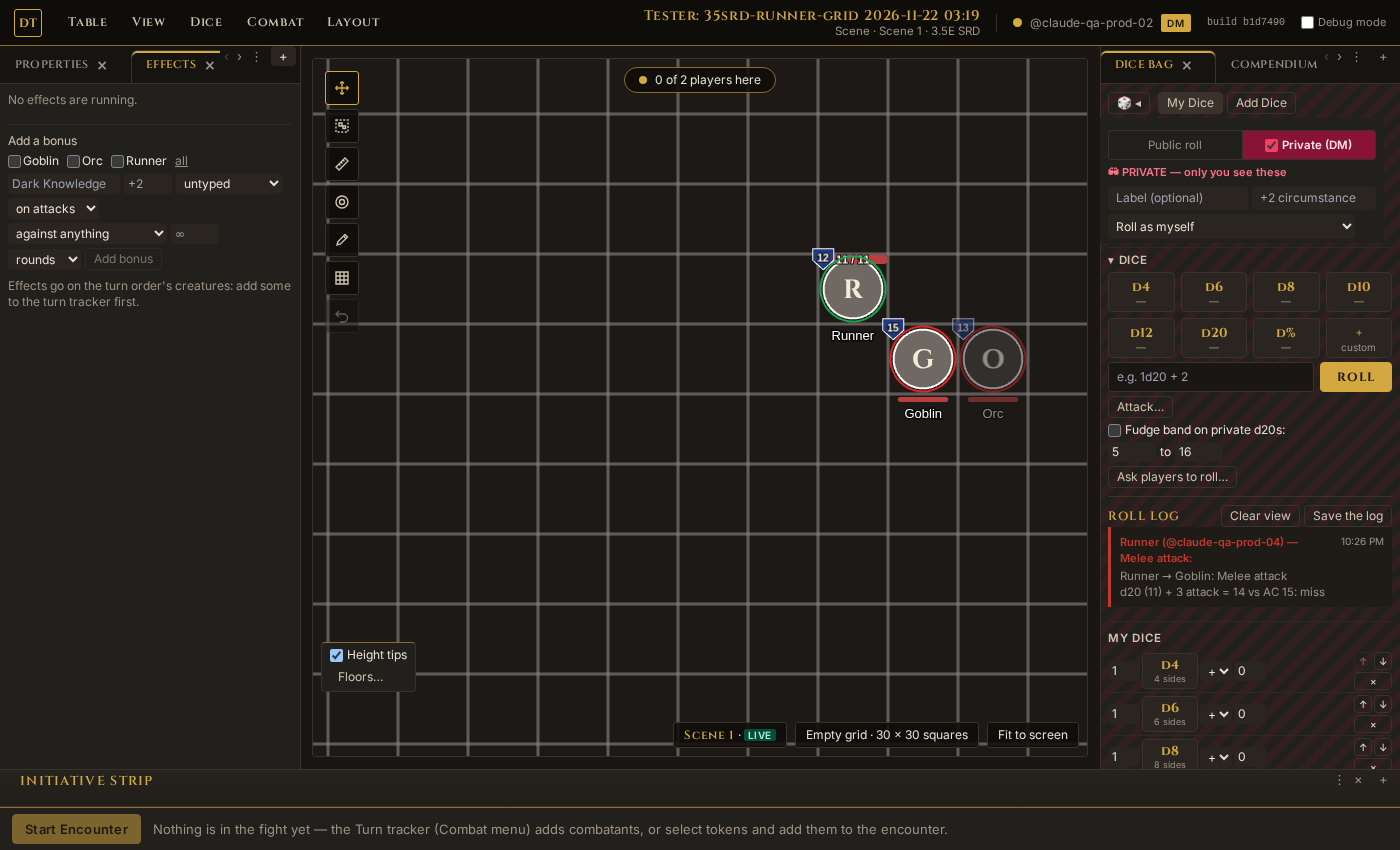 DT
TABLE
VIEW
DICE
COMBAT
LAYOUT
TESTER: 35SRD-RUNNER-GRID 2026-11-22 03:19
Scene · Scene 1 · 3.5E SRD
@claude-qa-prod-02
DM
build b1d7490
Debug mode
PROPERTIES
EFFECTS
No effects are running.
Add a bonus
Goblin
Orc
Runner
all
Dark Knowledge
+2
untyped
on attacks
against anything
∞
rounds
Add bonus
Effects go on the turn order's creatures: add some
to the turn tracker first.
0 of 2 players here
12
11 / 11
R
Runner
15
13
G
O
Goblin
Orc
Height tips
Floors...
SCENE 1 · LIVE
Empty grid · 30 × 30 squares
Fit to screen
DICE BAG
COMPENDIUM
My Dice
Add Dice
Public roll
Private (DM)
PRIVATE — only you see these
Label (optional)
+2 circumstance
Roll as myself
DICE
D4
—
D6
—
D8
—
D10
—
D12
—
D20
—
D%
—
+
custom
e.g. 1d20 + 2
ROLL
Attack...
Fudge band on private d20s:
5 to 16
Ask players to roll...
ROLL LOG
Clear view
Save the log
Runner (@claude-qa-prod-04) —
Melee attack:
10:26 PM
Runner → Goblin: Melee attack
d20 (11) + 3 attack = 14 vs AC 15: miss
MY DICE
1
D4
4 sides
+
0
1
D6
6 sides
+
0
1
D8
8 sides
+
0
INITIATIVE STRIP
Start Encounter
Nothing is in the fight yet — the Turn tracker (Combat menu) adds combatants, or select tokens and add them to the encounter.